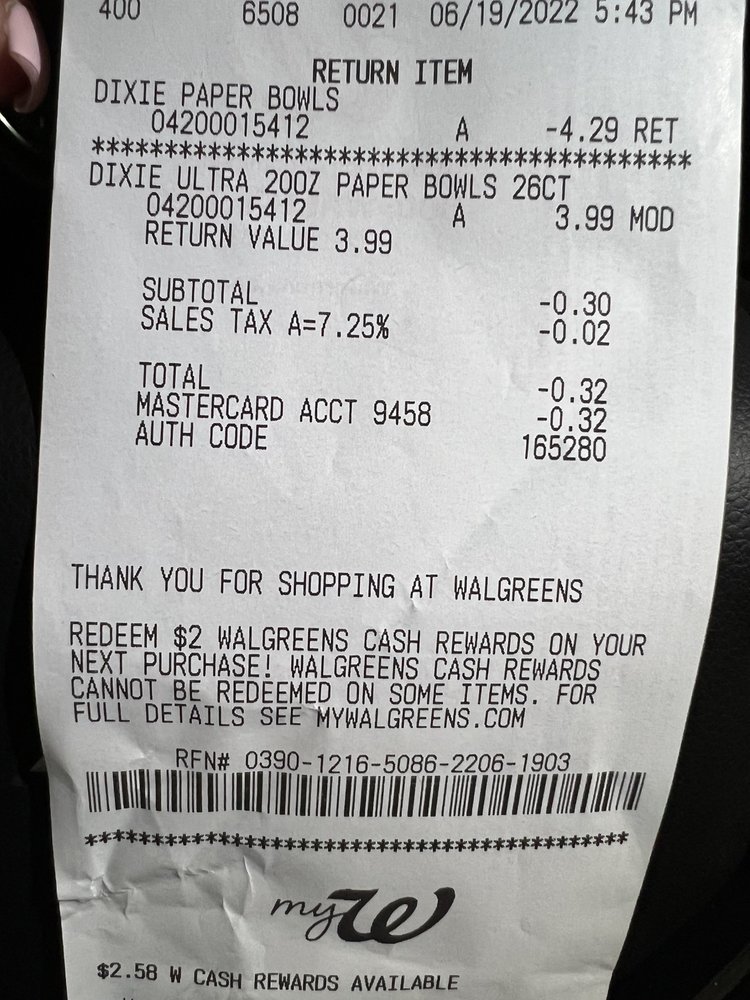 400 6508 0021 06/19/2022 5:43 PM
RETURN ITEM
DIXIE PAPER BOWLS
04200015412 A -4.29 RET
*****************************************
DIXIE ULTRA 20OZ PAPER BOWLS 26CT
04200015412 A 3.99 MOD
RETURN VALUE 3.99
SUBTOTAL -0.30
SALES TAX A=7.25% -0.02
TOTAL -0.32
MASTERCARD ACCT 9458 -0.32
AUTH CODE 165280
THANK YOU FOR SHOPPING AT WALGREENS
REDEEM $2 WALGREENS CASH REWARDS ON YOUR
NEXT PURCHASE! WALGREENS CASH REWARDS
CANNOT BE REDEEMED ON SOME ITEMS. FOR
FULL DETAILS SEE MYWALGREENS.COM
RFN# 0390-1216-5086-2206-1903
*****************************************
myW
$2.58 W CASH REWARDS AVAILABLE